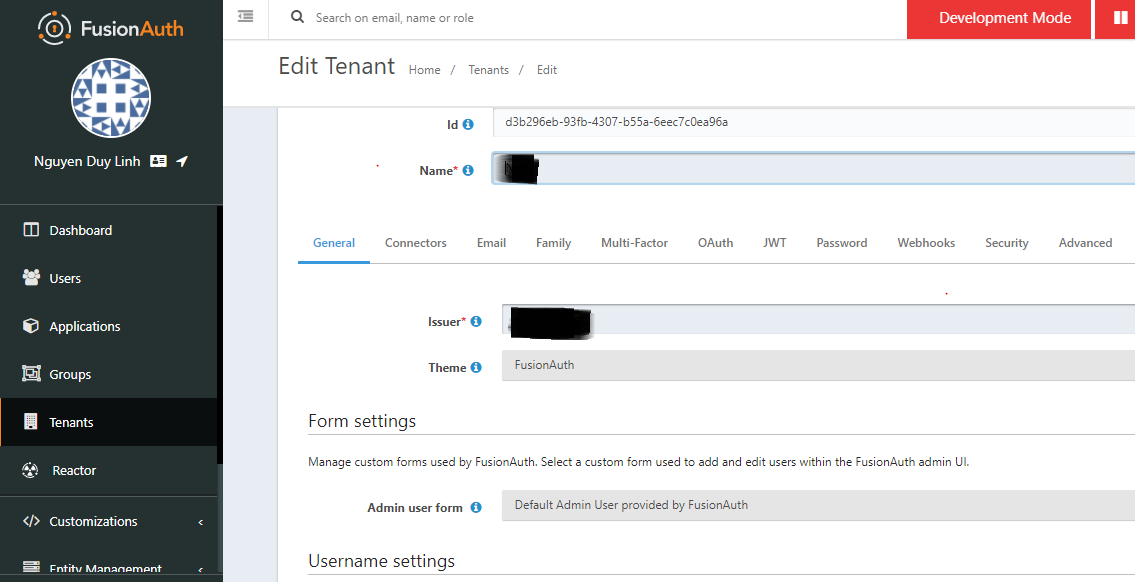 FusionAuth
Search on email, name or role
Development Mode
Nguyen Duy Linh
Dashboard
Users
Applications
Groups
Tenants
Reactor
Customizations
Entity Management
Edit Tenant Home / Tenants / Edit
Id d3b296eb-93fb-4307-b55a-6eec7c0ea96a
Name*
General Connectors Email Family Multi-Factor OAuth JWT Password Webhooks Security Advanced
Issuer*
Theme FusionAuth
Form settings
Manage custom forms used by FusionAuth. Select a custom form used to add and edit users within the FusionAuth admin UI.
Admin user form Default Admin User provided by FusionAuth
Username settings